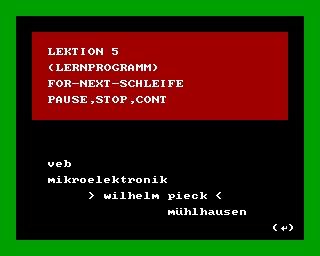 LEKTION 5
(LERNPROGRAMM)
FOR-NEXT-SCHLEIFE
PAUSE,STOP,CONT
veb
mikroelektronik
> wilhelm pieck <
mühlhausen
(↵)